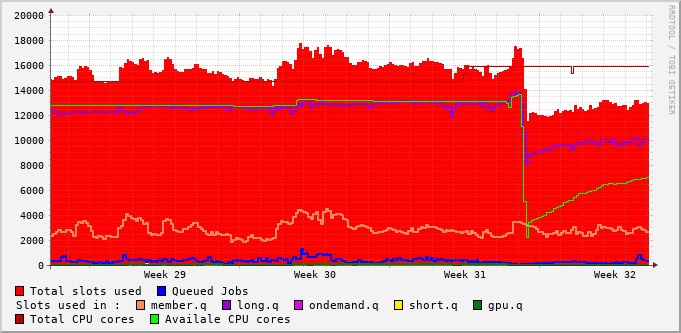 20000
18000
16000
14000
12000
10000
8000
6000
4000
2000
0
Week 29 Week 30 Week 31 Week 32
RRDTOOL / TOBI OETIKER
Total slots used Queued Jobs
Slots used in : member.q long.q ondemand.q short.q gpu.q
Total CPU cores Availale CPU cores